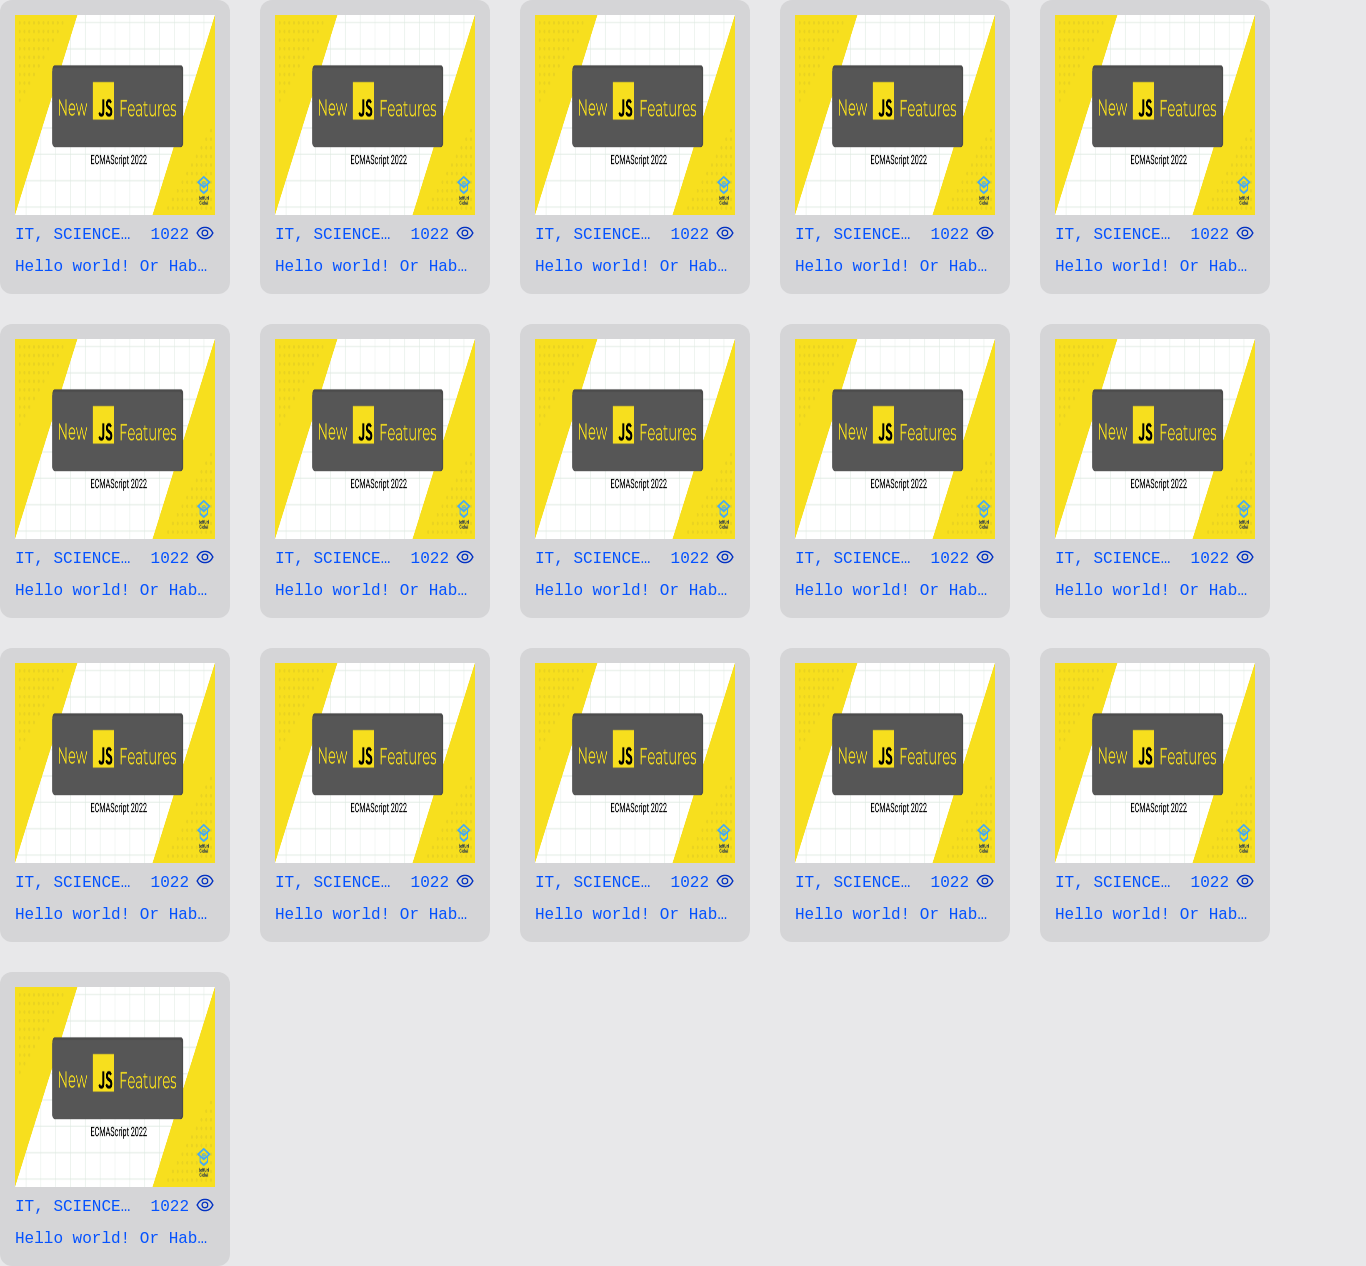 New JS Features New JS Features New JS Features New JS Features New JS Features
ECMAScript 2022 ECMAScript 2022 ECMAScript 2022 ECMAScript 2022 ECMAScript 2022
IT, SCIENCE… 1022 IT, SCIENCE… 1022 IT, SCIENCE… 1022 IT, SCIENCE… 1022 IT, SCIENCE… 1022
Hello world! Or Hab… Hello world! Or Hab… Hello world! Or Hab… Hello world! Or Hab… Hello world! Or Hab…
New JS Features New JS Features New JS Features New JS Features New JS Features
ECMAScript 2022 ECMAScript 2022 ECMAScript 2022 ECMAScript 2022 ECMAScript 2022
IT, SCIENCE… 1022 IT, SCIENCE… 1022 IT, SCIENCE… 1022 IT, SCIENCE… 1022 IT, SCIENCE… 1022
Hello world! Or Hab… Hello world! Or Hab… Hello world! Or Hab… Hello world! Or Hab… Hello world! Or Hab…
New JS Features New JS Features New JS Features New JS Features New JS Features
ECMAScript 2022 ECMAScript 2022 ECMAScript 2022 ECMAScript 2022 ECMAScript 2022
IT, SCIENCE… 1022 IT, SCIENCE… 1022 IT, SCIENCE… 1022 IT, SCIENCE… 1022 IT, SCIENCE… 1022
Hello world! Or Hab… Hello world! Or Hab… Hello world! Or Hab… Hello world! Or Hab… Hello world! Or Hab…
New JS Features
ECMAScript 2022
IT, SCIENCE… 1022
Hello world! Or Hab…